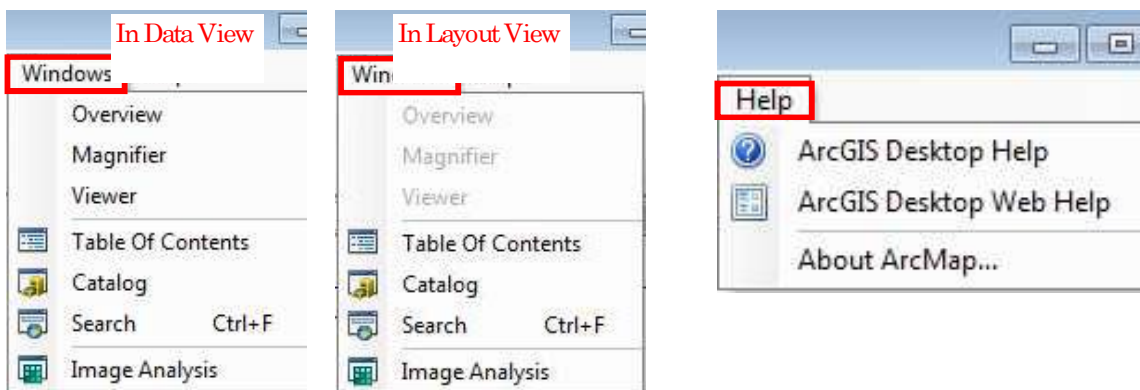 In Data View
Windows
Overview
Magnifier
Viewer
Table Of Contents
Catalog
Search Ctrl+F
Image Analysis
In Layout View
Overview
Magnifier
Viewer
Table Of Contents
Catalog
Search Ctrl+F
Image Analysis
Help
ArcGIS Desktop Help
ArcGIS Desktop Web Help
About ArcMap...